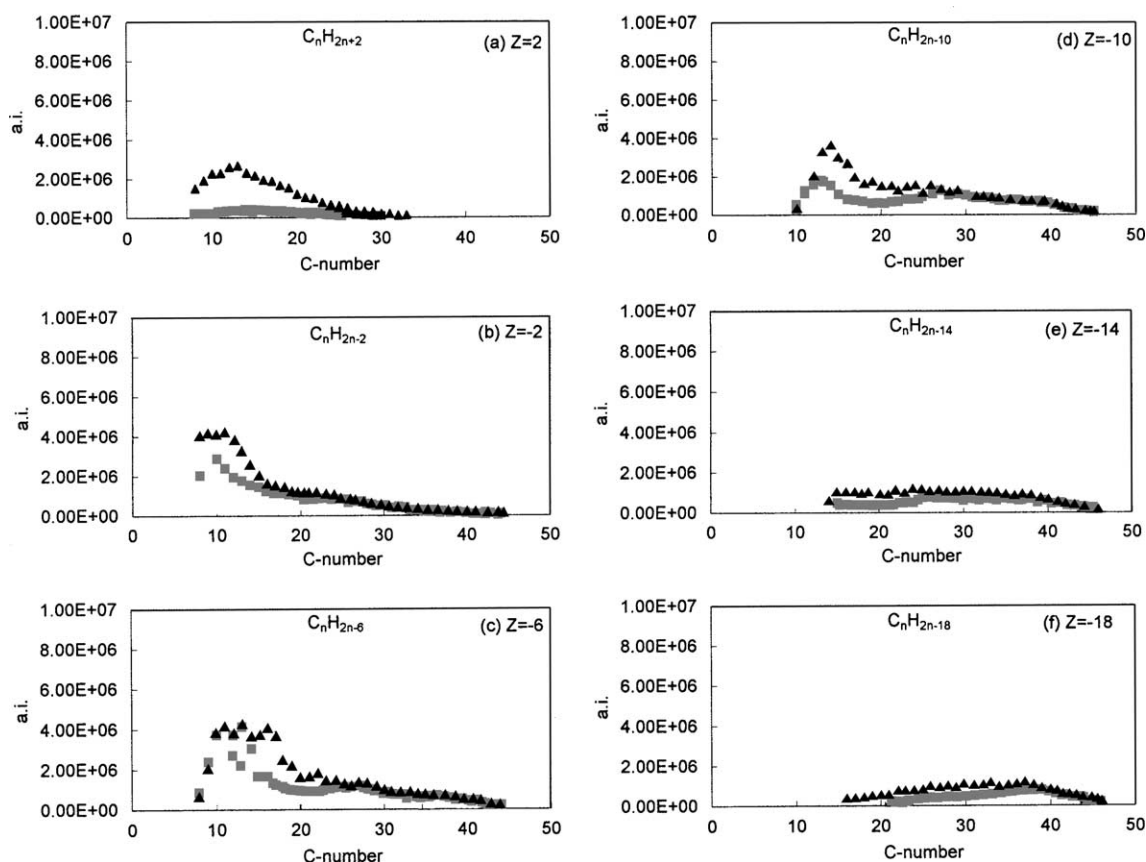 CnH2n+2
(a) Z=2
1.00E+07
8.00E+06
6.00E+06
4.00E+06
2.00E+06
0.00E+00
a.i.
0 10 20 30 40 50
C-number
CnH2n-2
(b) Z=-2
1.00E+07
8.00E+06
6.00E+06
4.00E+06
2.00E+06
0.00E+00
a.i.
0 10 20 30 40 50
C-number
CnH2n-6
(c) Z=-6
1.00E+07
8.00E+06
6.00E+06
4.00E+06
2.00E+06
0.00E+00
a.i.
0 10 20 30 40 50
C-number
CnH2n-10
(d) Z=-10
1.00E+07
8.00E+06
6.00E+06
4.00E+06
2.00E+06
0.00E+00
a.i.
0 10 20 30 40 50
C-number
CnH2n-14
(e) Z=-14
1.00E+07
8.00E+06
6.00E+06
4.00E+06
2.00E+06
0.00E+00
a.i.
0 10 20 30 40 50
C-number
CnH2n-18
(f) Z=-18
1.00E+07
8.00E+06
6.00E+06
4.00E+06
2.00E+06
0.00E+00
a.i.
0 10 20 30 40 50
C-number